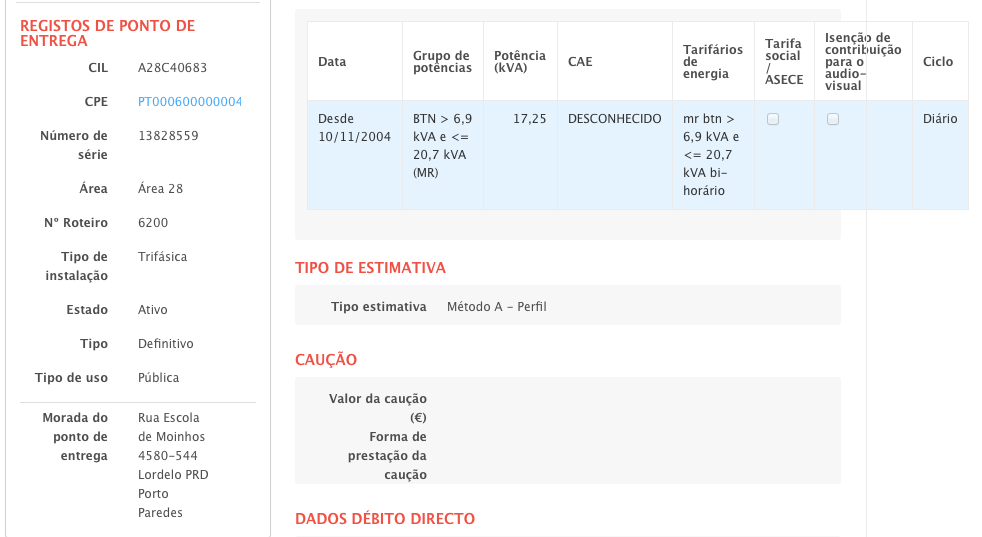 REGISTOS DE PONTO DE
ENTREGA
CIL A28C40683
CPE PT000600000004
Número de
série
13828559
Área Área 28
Nº Roteiro 6200
Tipo de
instalação
Trifásica
Estado Ativo
Tipo Definitivo
Tipo de uso Pública
Morada do
ponto de
entrega
Rua Escola
de Moinhos
4580-544
Lordelo PRD
Porto
Paredes
Data
Grupo de
potências
Potência
(kVA)
CAE
Tarifários
de
energia
Tarifa
social
/
ASECE
Isenção de
contribuição
para o
audio-
visual
Ciclo
Desde
10/11/2004
BTN > 6,9
kVA e <=
20,7 kVA
(MR)
17,25
DESCONHECIDO
mr btn >
6,9 kVA e
<= 20,7
kVA bi-
horário
Diário
TIPO DE ESTIMATIVA
Tipo estimativa Método A - Perfil
CAUÇÃO
Valor da caução
(€)
Forma de
prestação da
caução
DADOS DÉBITO DIRECTO